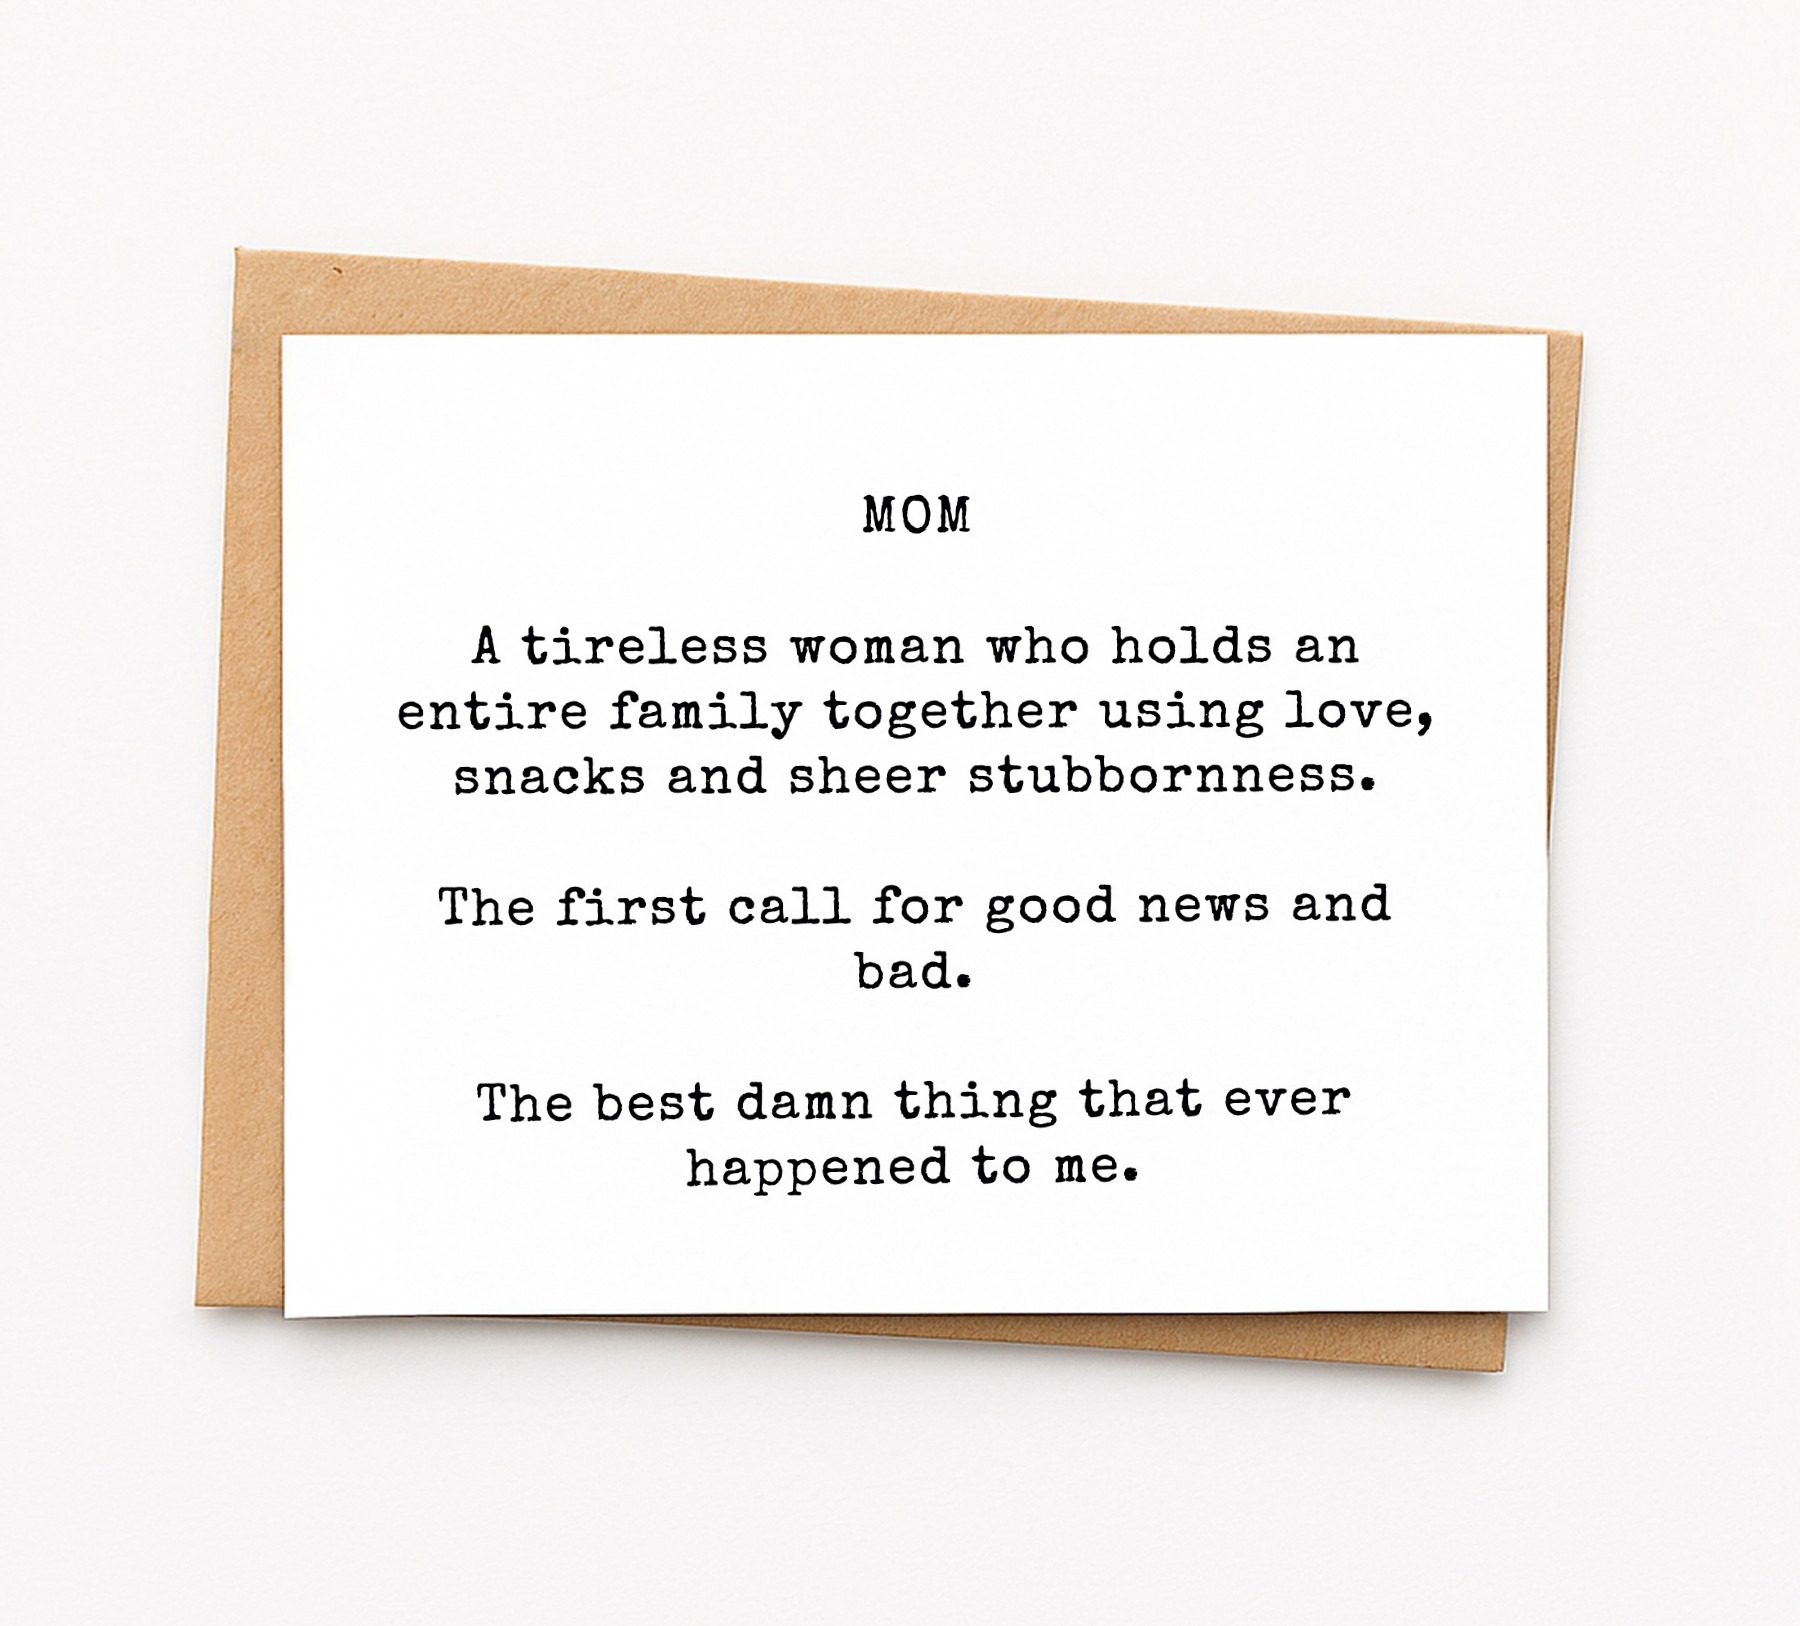 MOM
A tireless woman who holds an
entire family together using love,
snacks and sheer stubbornness.
The first call for good news and
bad.
The best damn thing that ever
happened to me.